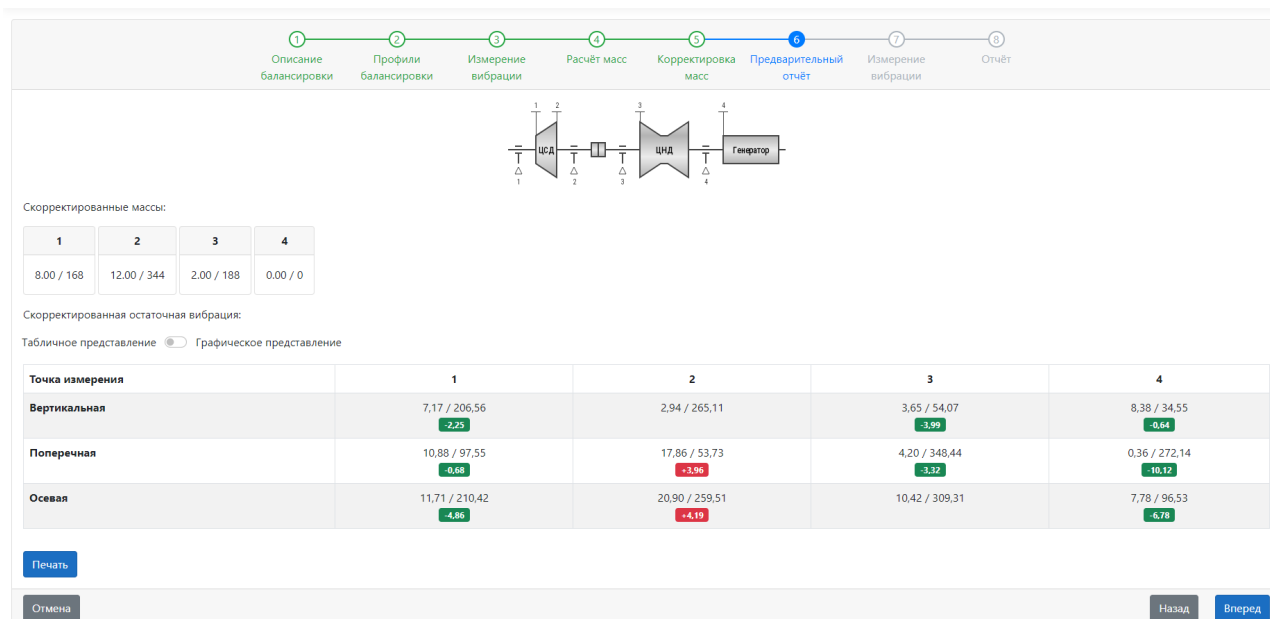 1 2 3 4 5 6 7 8
Описание балансировки
Профили балансировки
Измерение вибрации
Расчёт масс
Корректировка масс
Предварительный отчёт
Измерение вибрации
Отчёт
1 2 3 4
ЦСД ЦНД Генератор
1 2 3 4
Скорректированные массы:
1 2 3 4
8.00 / 168 12.00 / 344 2.00 / 188 0.00 / 0
Скорректированная остаточная вибрация:
Табличное представление Графическое представление
Точка измерения 1 2 3 4
Вертикальная 7,17 / 206,56 2,94 / 265,11 3,65 / 54,07 8,38 / 34,55
-2,25 -3,99 -0,64
Поперечная 10,88 / 97,55 17,86 / 53,73 4,20 / 348,44 0,36 / 272,14
-0,68 +3,96 -3,32 -10,12
Осевая 11,71 / 210,42 20,90 / 259,51 10,42 / 309,31 7,78 / 96,53
-4,86 +4,19 -6,78
Печать
Отмена Назад Вперед